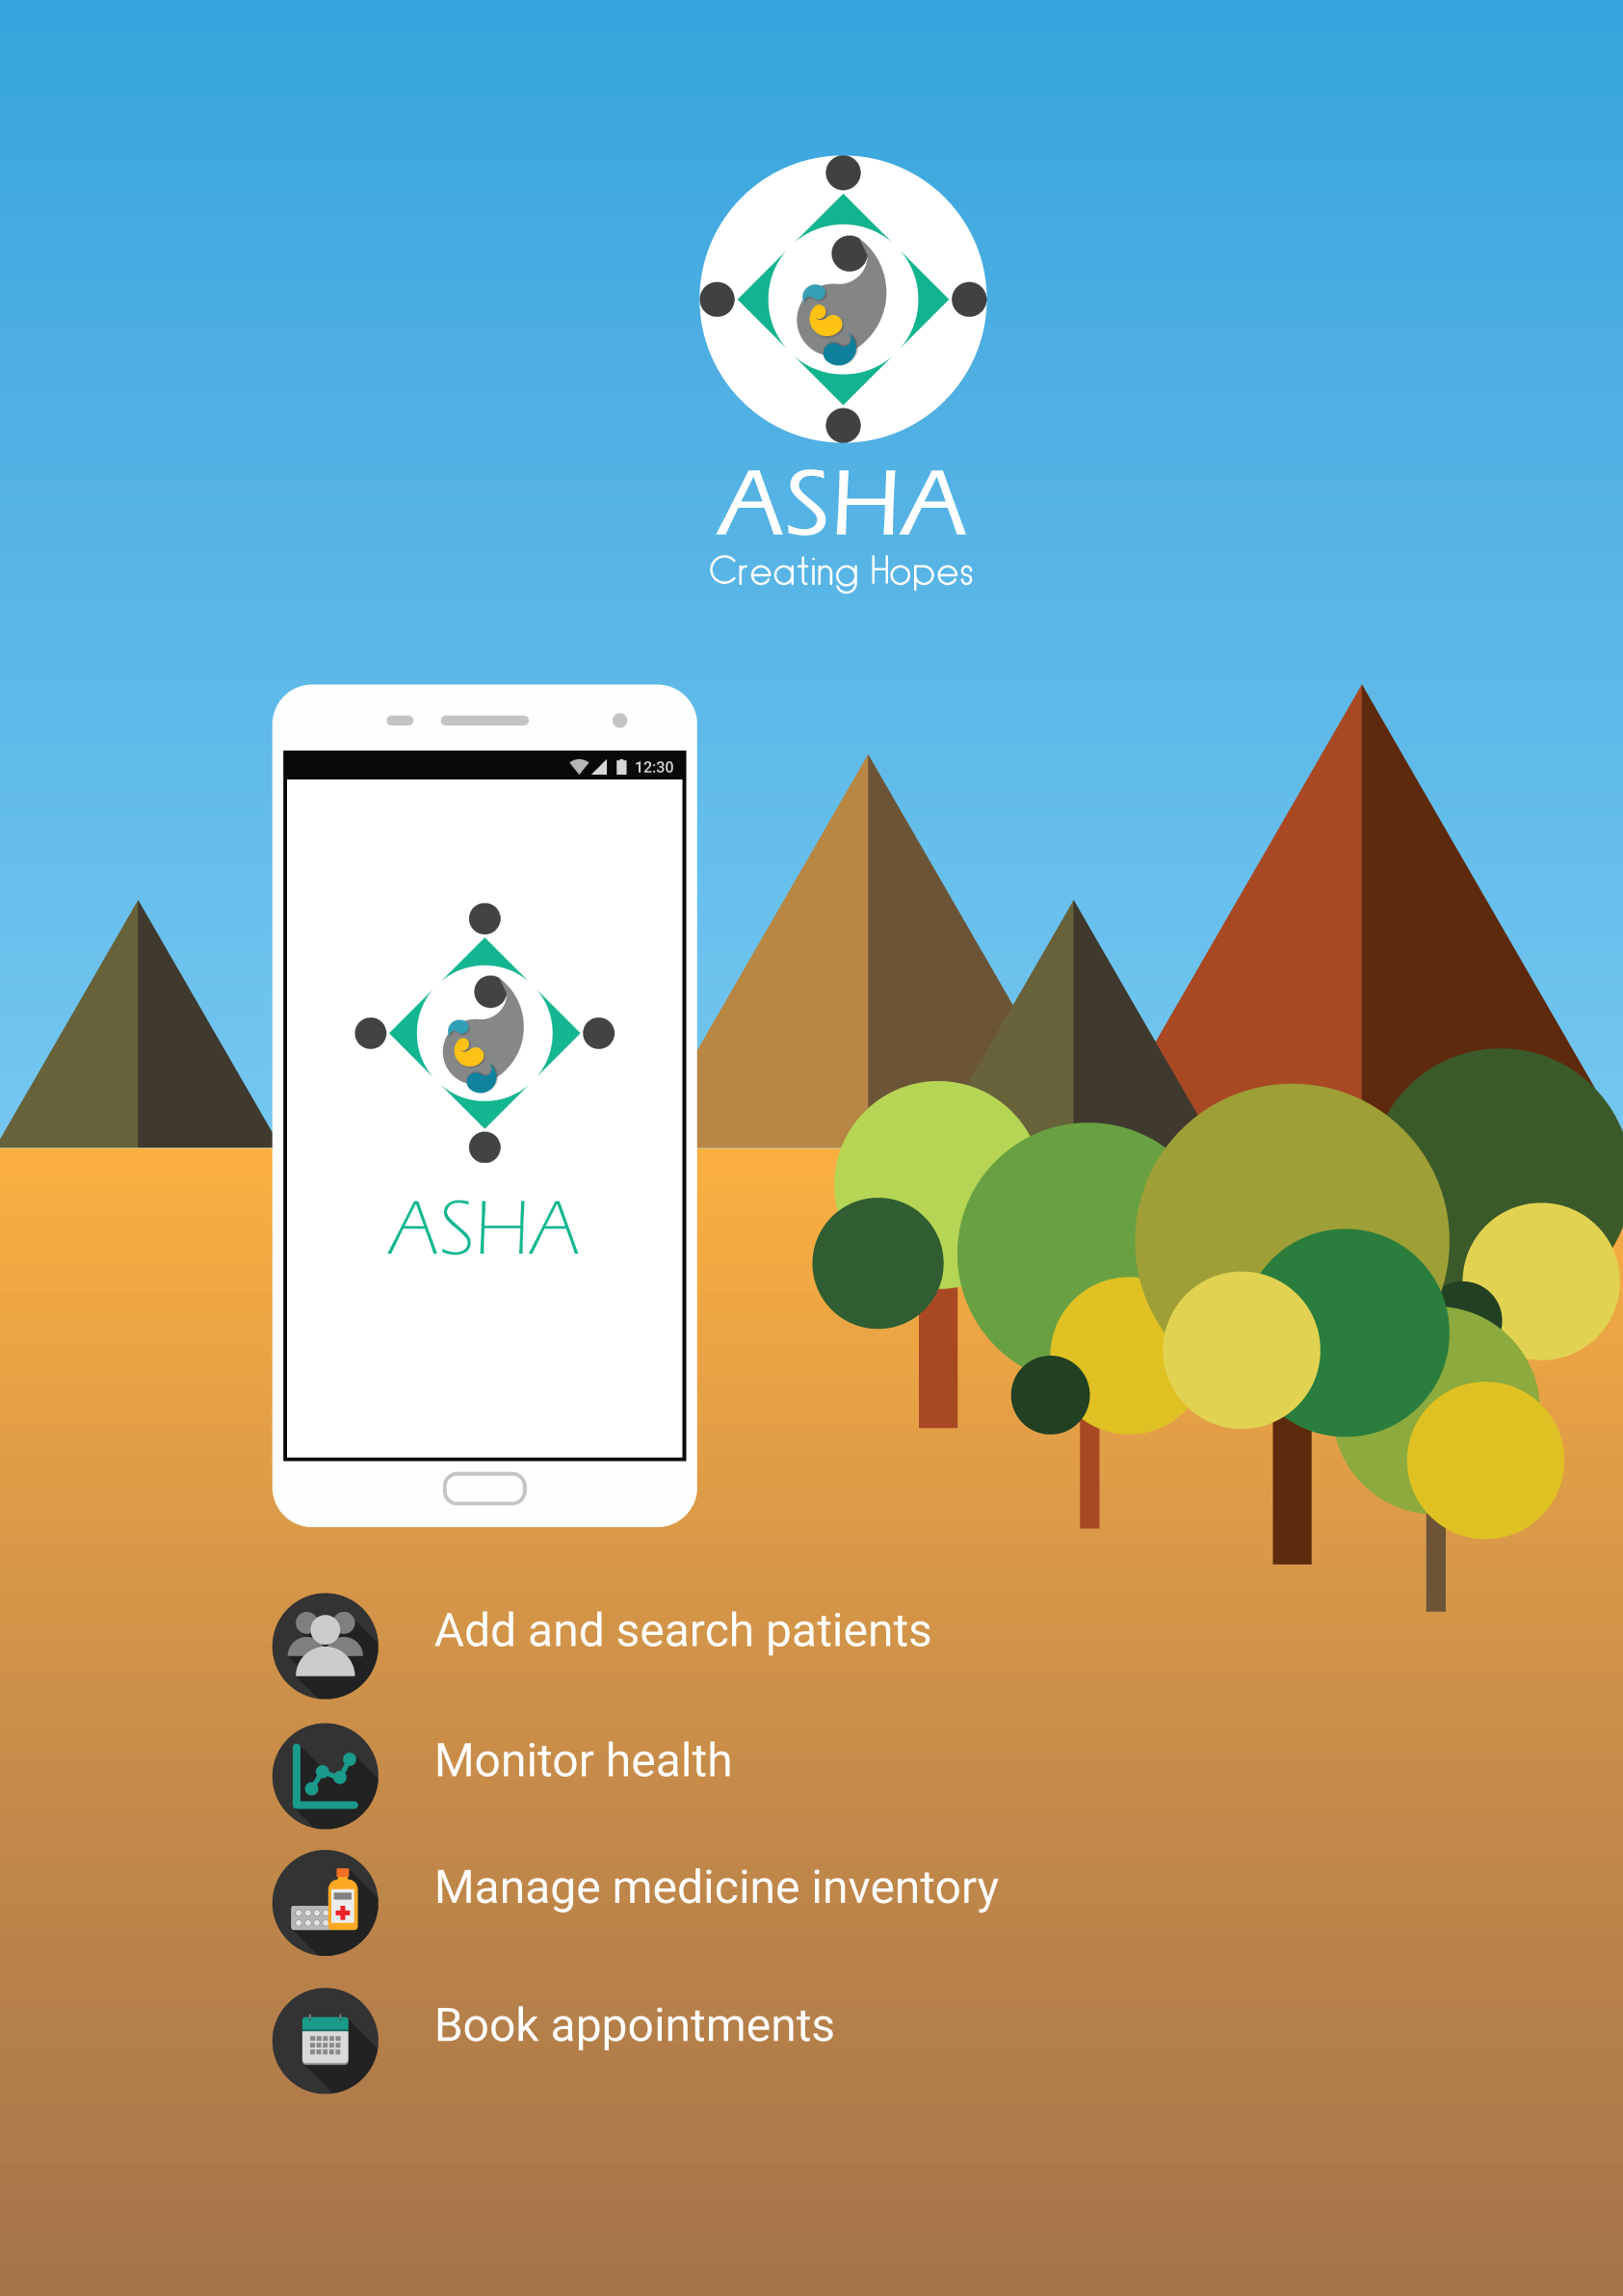 ASHA
Creating Hopes
12:30
ASHA
Add and search patients
Monitor health
Manage medicine inventory
Book appointments